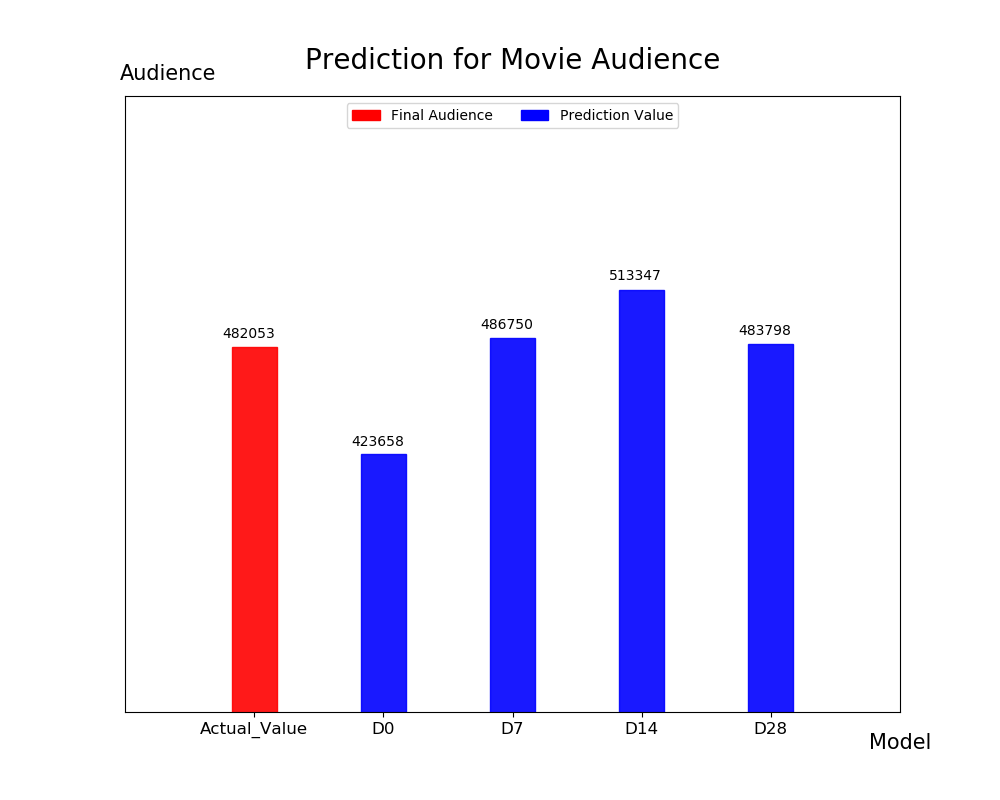 Prediction for Movie Audience
Audience
Final Audience
Prediction Value
513347
486750
483798
482053
423658
Actual_Value
D0
D7
D14
D28
Model